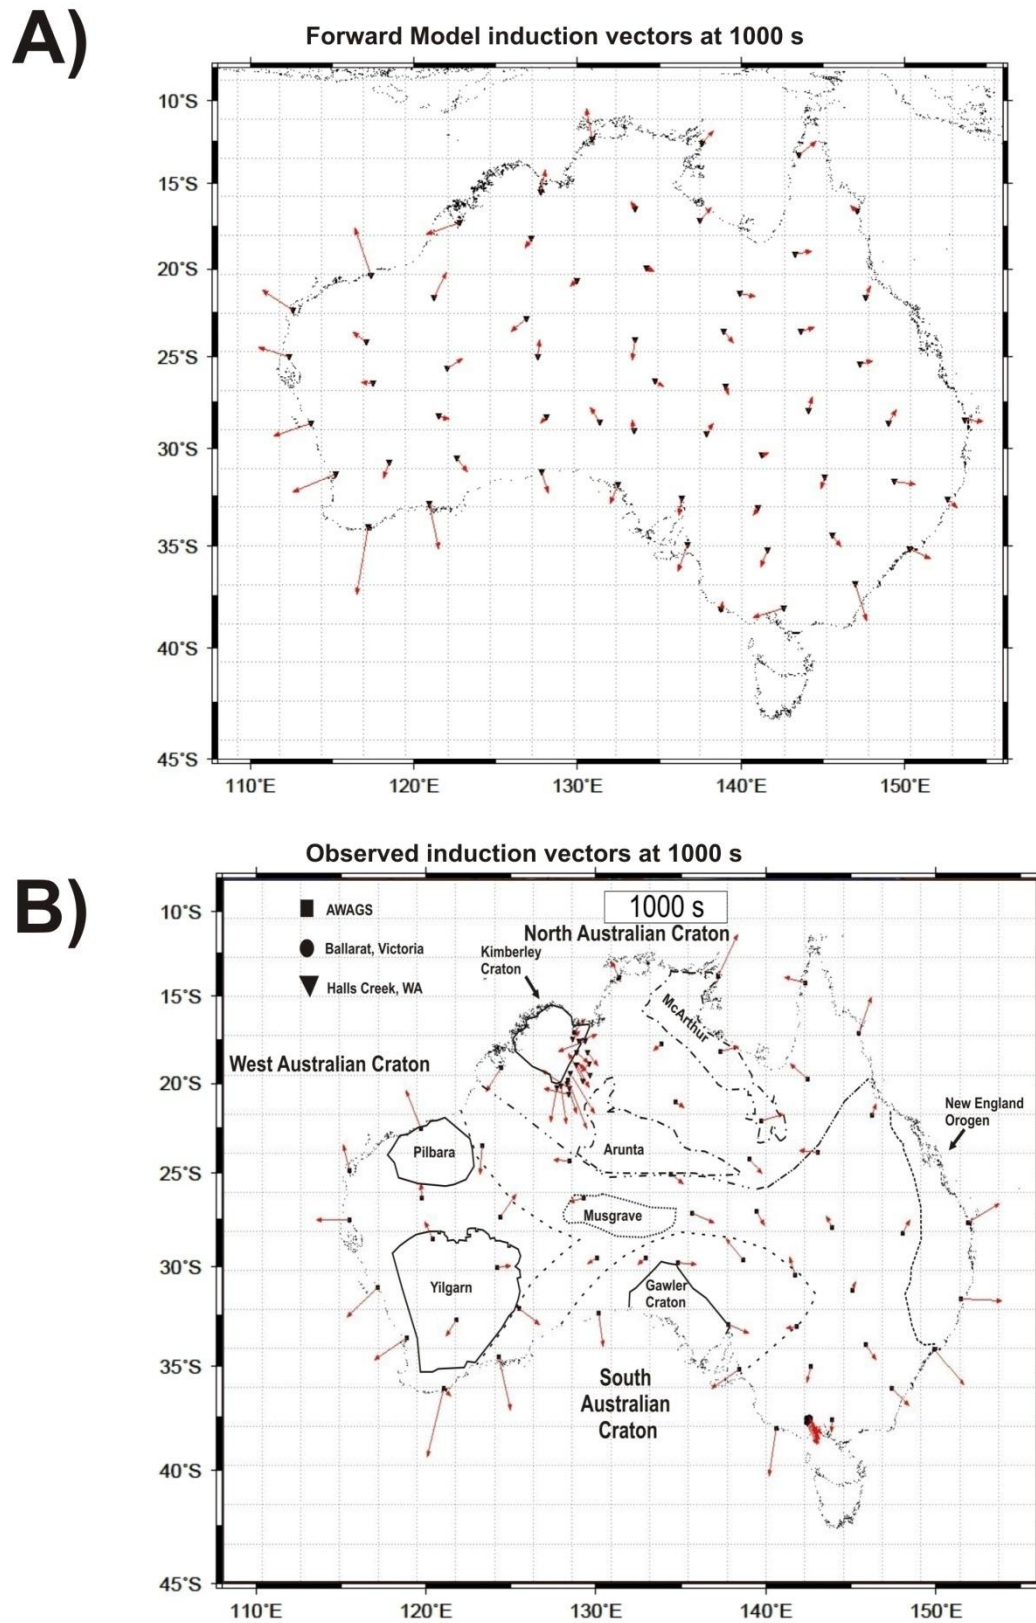 A)
Forward Model induction vectors at 1000 s
10°S
15°S
20°S
25°S
30°S
35°S
40°S
45°S
110°E 120°E 130°E 140°E 150°E
B)
Observed induction vectors at 1000 s
AWAGS
Ballarat, Victoria
Halls Creek, WA
1000 s
North Australian Craton
Kimberley
Craton
McArthur
West Australian Craton
New England
Orogen
Pilbara
Arunta
Musgrave
Yilgarn
Gawler
Craton
South
Australian
Craton
10°S
15°S
20°S
25°S
30°S
35°S
40°S
45°S
110°E 120°E 130°E 140°E 150°E